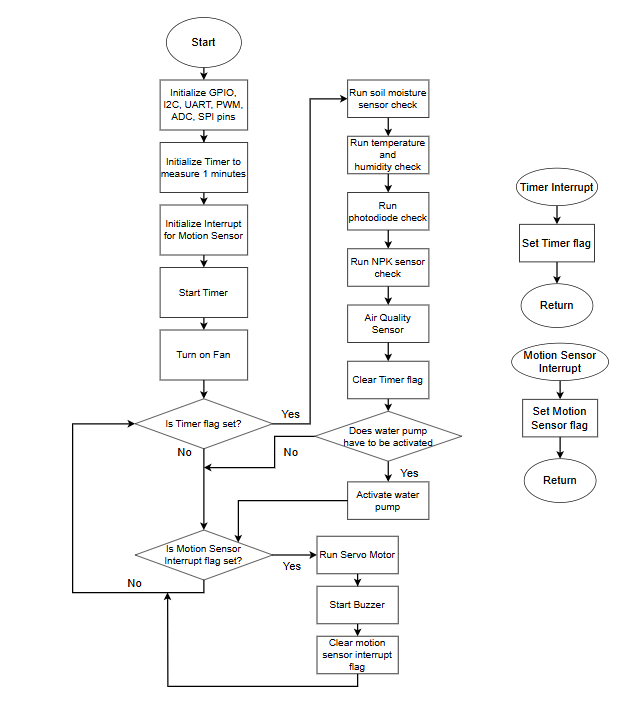 Start
Initialize GPIO,
I2C, UART, PWM,
ADC, SPI pins
Initialize Timer to
measure 1 minutes
Initialize Interrupt
for Motion Sensor
Start Timer
Turn on Fan
Is Timer flag set?
Yes
No
Run soil moisture
sensor check
Run temperature
and
humidity check
Run
photodiode check
Run NPK sensor
check
Air Quality
Sensor
Clear Timer flag
Does water pump
have to be activated
No
Yes
Activate water
pump
Is Motion Sensor
Interrupt flag set?
Yes
No
Run Servo Motor
Start Buzzer
Clear motion
sensor interrupt
flag
Timer Interrupt
Set Timer flag
Return
Motion Sensor
Interrupt
Set Motion
Sensor flag
Return